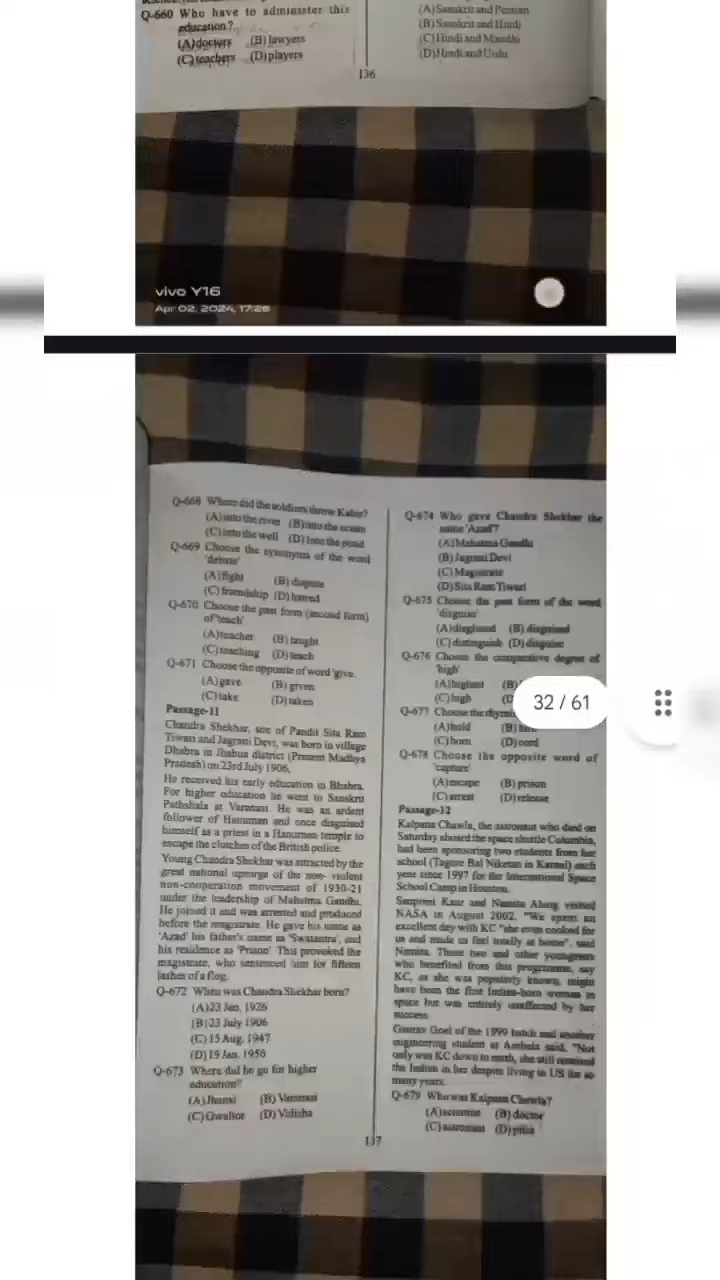 Q-660 Who have to administer this
education?
(A)doctors (B) lawyers
(C) teachers (D) players
(A) Sanskrit and Persian
(B) Sanskrit and Hindi
(C) Hindi and Marathi
(D) Hindi and Urdu
136
vivo Y16
Apr 02, 2024, 17:26
Q-668 Where did the soldiers throw Kabir?
(A) into the river (B) into the ocean
(C) into the well (D) Into the pond
Q-669 Choose the synonyms of the word
'debate'
(A) fight (B) dispute
(C) friendship (D) hatred
Q-670 Choose the past form (second form)
of 'teach'
(A) teacher (B) taught
(C) teaching (D) teach
Q-671 Choose the opposite of word 'give.
(A) gave (B) given
(C) take (D) taken
Passage-11
Chandra Shekhar, son of Pandit Sita Ram
Tiwari and Jagrani Devi, was born in village
Dhabra in Jhabua district (Present Madhya
Pradesh) on 23rd July 1906,
He received his early education in Bhabra.
For higher education he went to Sanskrit
Pathshala at Varanasi. He was an ardent
follower of Hanuman and once disguised
himself as a priest in a Hanuman temple to
escape the clutches of the British police.
Young Chandra Shekhar was attracted by the
great national upsurge of the non- violent
non-cooperation movement of 1930-21
under the leadership of Mahatma Gandhi.
He joined it and was arrested and produced
before the magistrate. He gave his name as
'Azad' his father's name as 'Swatantra', and
his residence as 'Prison' This provoked the
magistrate, who sentenced him for fifteen
lashes of a flog.
Q-672 When was Chandra Shekhar born?
(A) 23 Jan. 1926
(B) 23 July 1906
(C) 15 Aug. 1947
(D) 19 Jan. 1958
Q-673 Where did he go for higher
education?
(A) Jhansi (B) Varanasi
(C) Gwalior (D) Vidisha
Q-674 Who gave Chandra Shekhar the
name 'Azad'?
(A) Mahatma Gandhi
(B) Jagrani Devi
(C) Magistrate
(D) Sita Ram Tiwari
Q-675 Choose the past form of the word
'disguise'
(A) disglused (B) disguised
(C) distinguish (D) disguise
Q-676 Choose the comparative degree of
'high'
(A) highest (B)
(C) high
32 / 61
Q-677 Choose the
(A) hold (B)
(C) born (D)
Q-678 Choose the opposite word of
'capture'
(A) escape (B) prison
(C) arrest (D) release
Passage-12
Kalpana Chawla, the astronaut who died on
Saturday aboard the space shuttle Columbia,
had been sponsoring two students from her
school (Tagore Bal Niketan in Karnal) each
year since 1997 for the International Space
School Camp in Houston.
Sanpreet Kaur and Namita Alung visited
NASA in August 2002. "We spent an
excellent day with KC "she even cooked for
us and made us feel totally at home", said
Namita. These two and other youngsters
who benefited from this programme, say
KC, as she was popularly known, might
have been the first Indian-born woman in
space but was entirely unaffected by her
success.
Gaurav Goel of the 1999 batch and another
engineering student at Ambala said, "Not
only was KC down to earth, she still remained
the Indian in her despite living in US for so
many years.
Q-679 Who was Kalpana Chawla?
(A) scientist (B) doctor
(C) astronaut (D) pilot
137